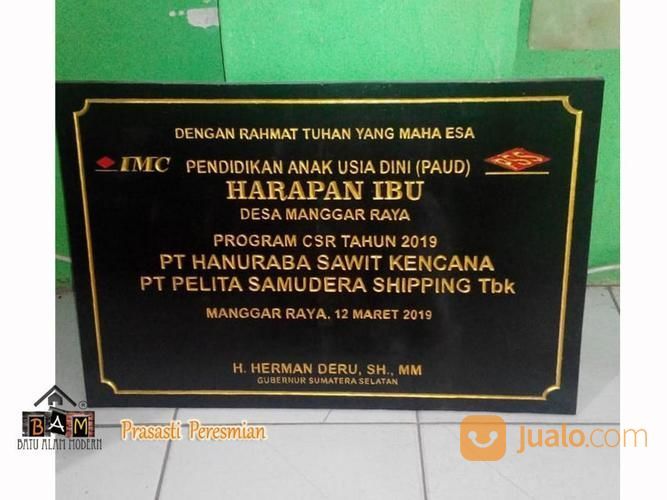 DENGAN RAHMAT TUHAN YANG MAHA ESA
IMC PENDIDIKAN ANAK USIA DINI (PAUD)
HARAPAN IBU
DESA MANGGAR RAYA
PROGRAM CSR TAHUN 2019
PT HANURABA SAWIT KENCANA
PT PELITA SAMUDERA SHIPPING Tbk
MANGGAR RAYA, 12 MARET 2019
H. HERMAN DERU, SH., MM
GUBERNUR SUMATERA SELATAN
BAM
BATU ALAM MODERN
Prasasti Peresmian
jualo.com